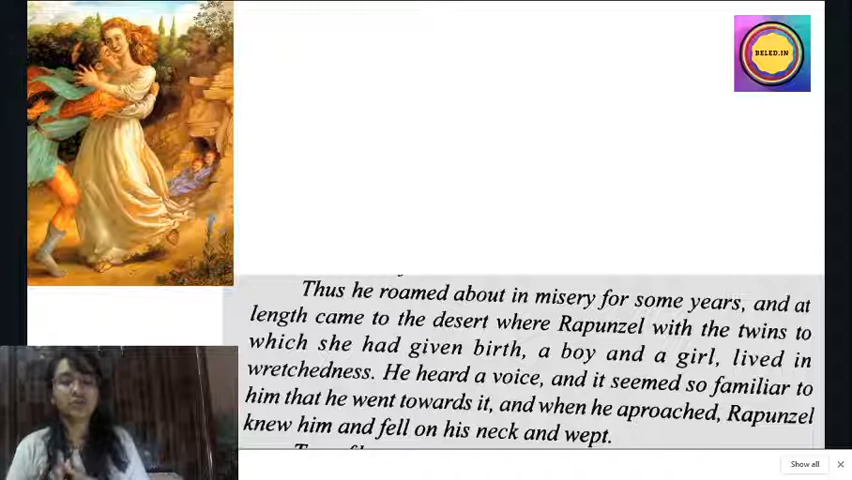 BELED.IN
Thus he roamed about in misery for some years, and at
length came to the desert where Rapunzel with the twins to
which she had given birth, a boy and a girl, lived in
wretchedness. He heard a voice, and it seemed so familiar to
him that he went towards it, and when he aproached, Rapunzel
knew him and fell on his neck and wept.
Show all